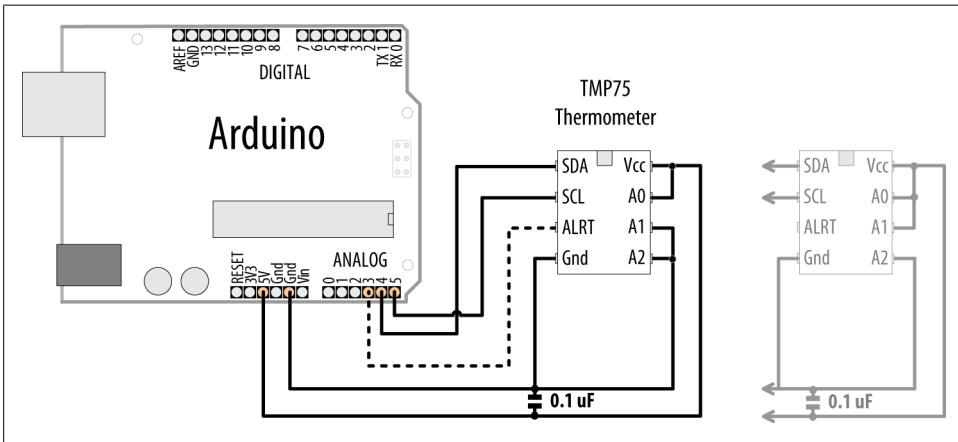 AREF
GND
13
12
11
10
9
8
7
6
5
4
3
2
TX 1
RX 0
DIGITAL
Arduino
ANALOG
RESET
3V3
5V
Gnd
Gnd
Vin
0
1
2
3
4
5
TMP75
Thermometer
SDA Vcc
SCL A0
ALRT A1
Gnd A2
0.1 uF
SDA Vcc
SCL A0
ALRT A1
Gnd A2
0.1 uF